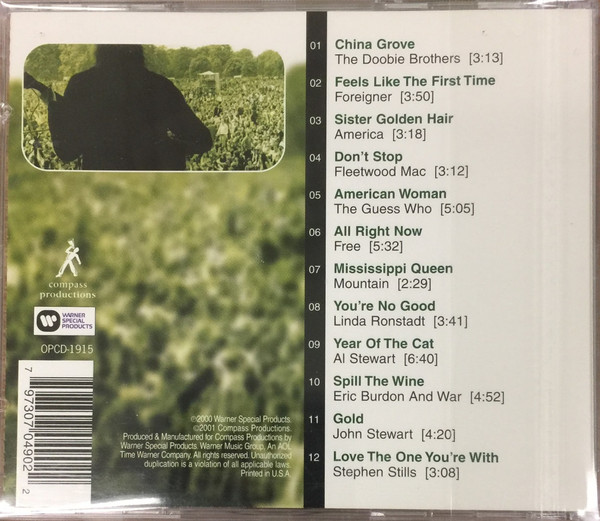 01 China Grove
The Doobie Brothers [3:13]
02 Feels Like The First Time
Foreigner [3:50]
03 Sister Golden Hair
America [3:18]
04 Don't Stop
Fleetwood Mac [3:12]
05 American Woman
The Guess Who [5:05]
06 All Right Now
Free [5:32]
07 Mississippi Queen
Mountain [2:29]
08 You're No Good
Linda Ronstadt [3:41]
09 Year Of The Cat
Al Stewart [6:40]
10 Spill The Wine
Eric Burdon And War [4:52]
11 Gold
John Stewart [4:20]
12 Love The One You're With
Stephen Stills [3:08]
compass
productions
WARNER
SPECIAL
PRODUCTS
OPCD-1915
7 97307 04902 2
℗2000 Warner Special Products.
©2001 Compass Productions.
Produced & Manufactured for Compass Productions by
Warner Special Products. Warner Music Group, An AOL
Time Warner Company. All rights reserved. Unauthorized
duplication is a violation of all applicable laws.
Printed in U.S.A.